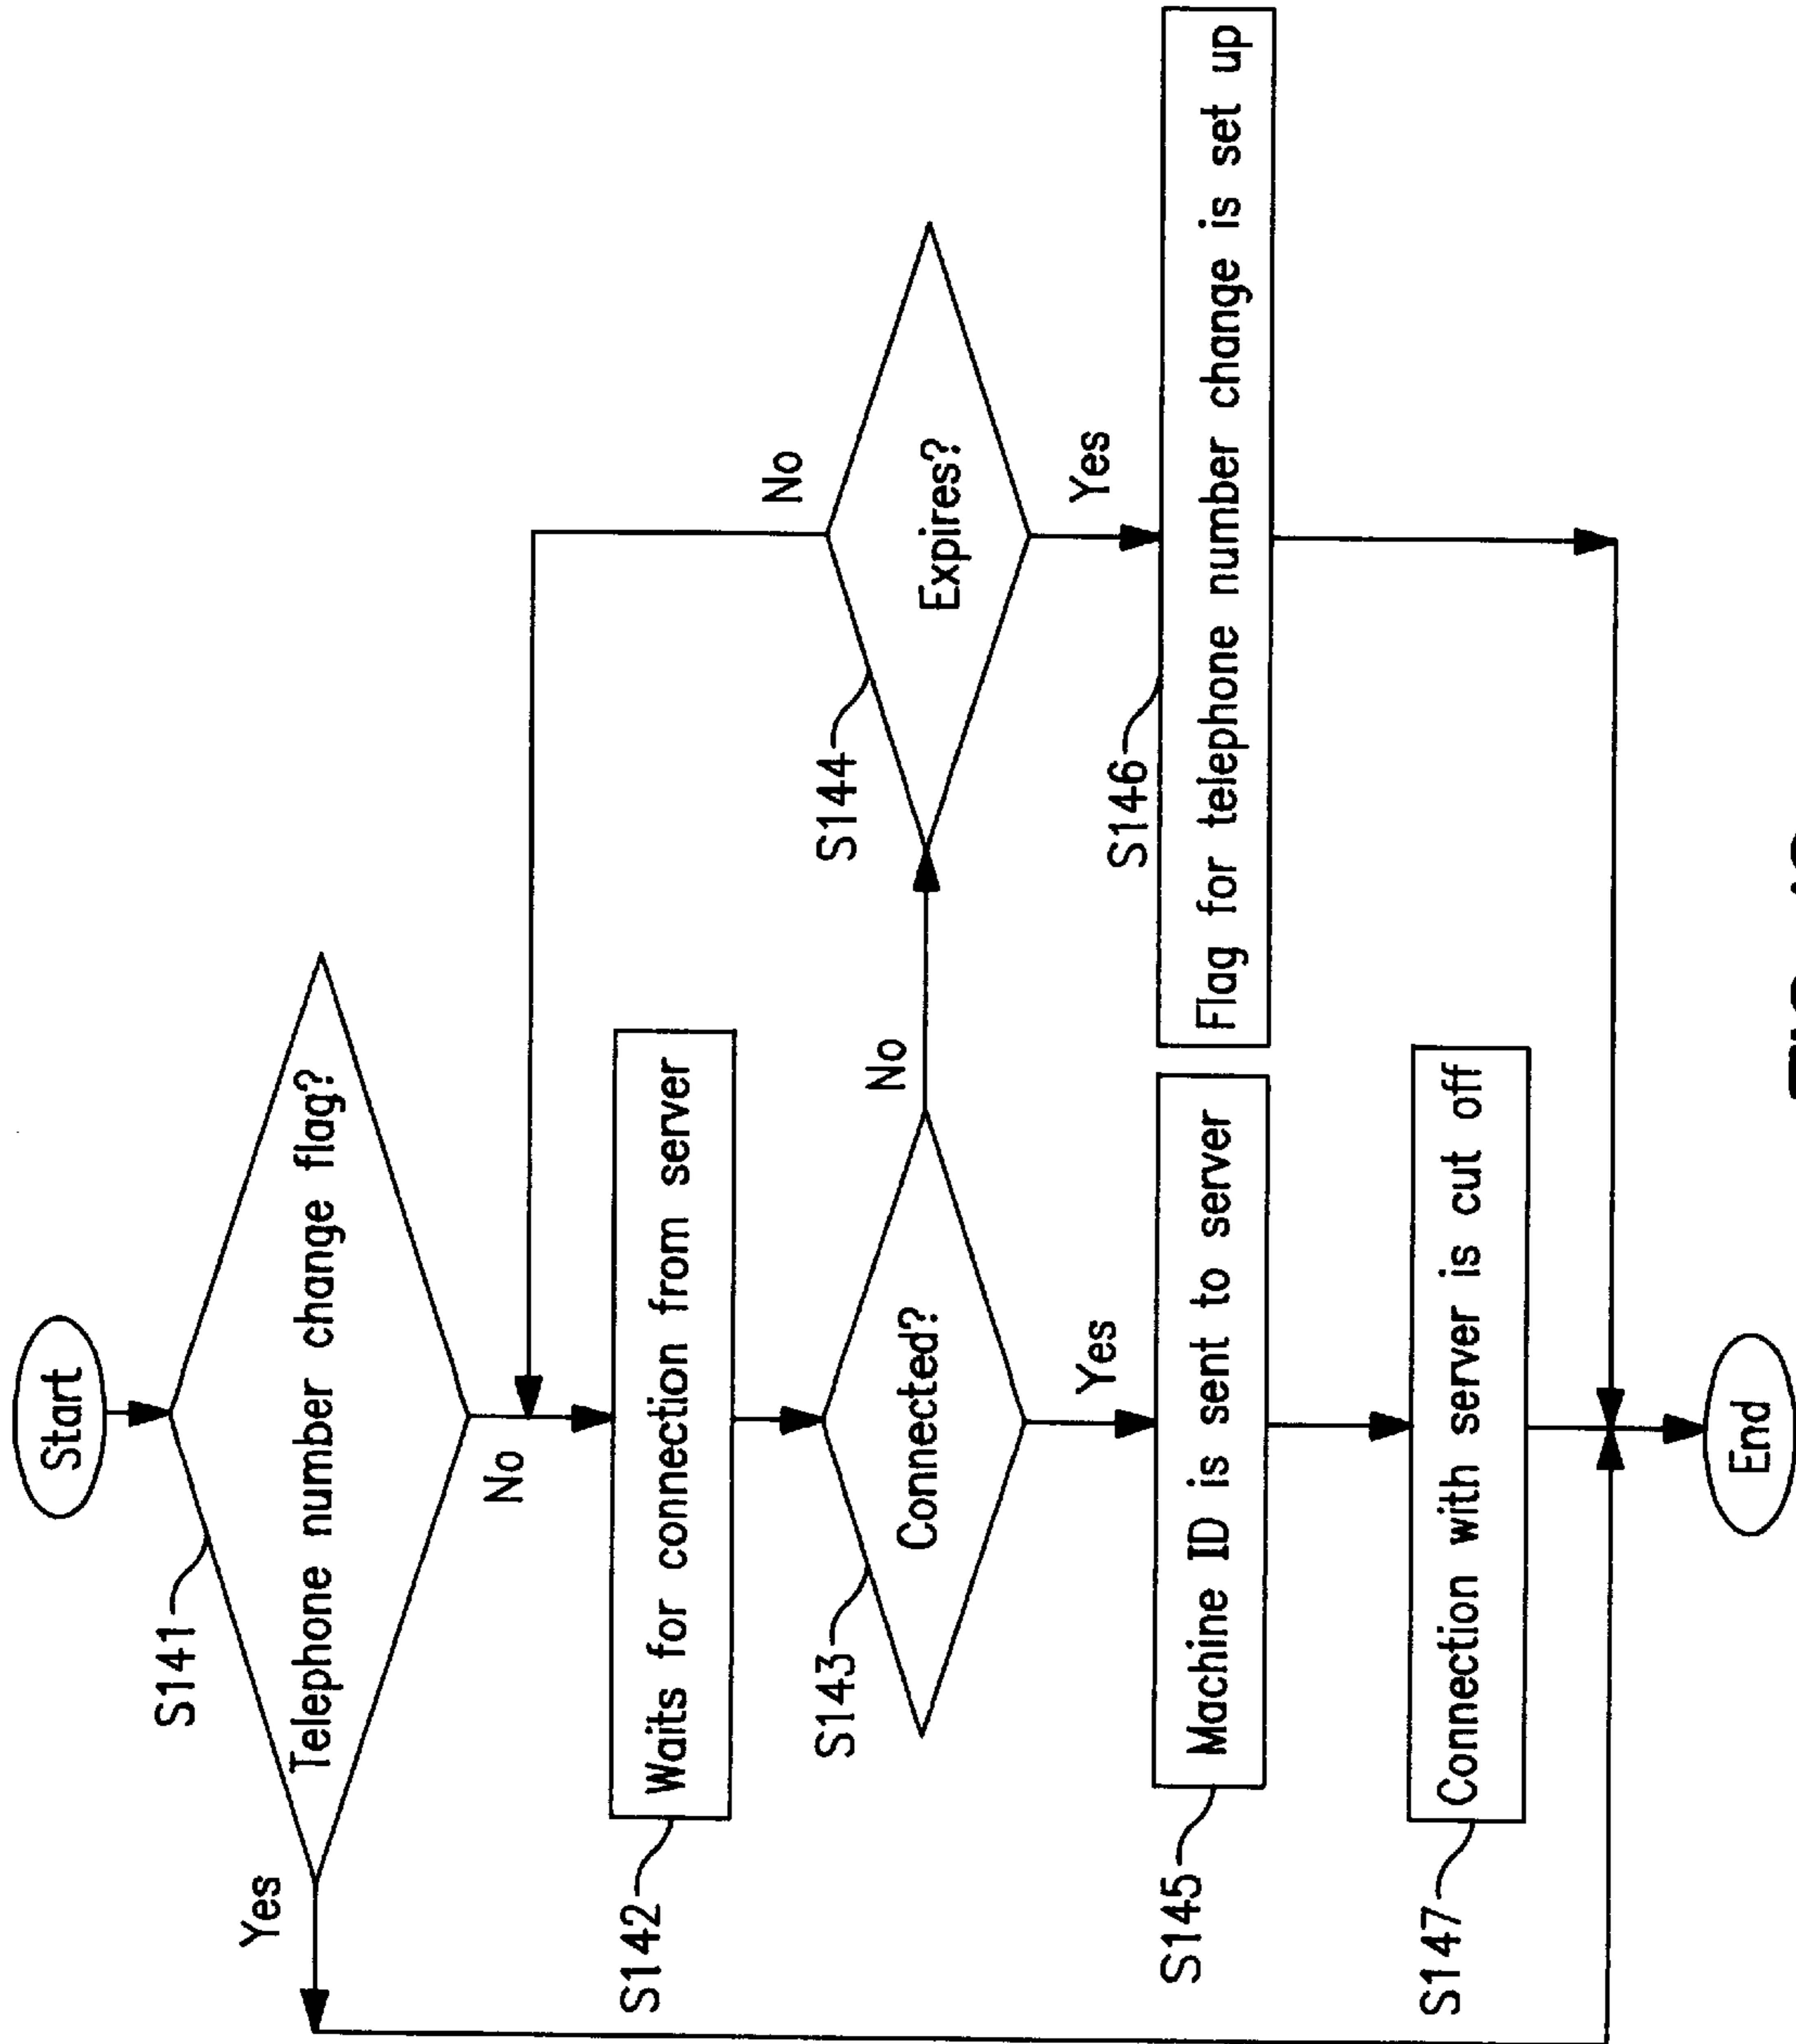 Start
S141
Telephone number change flag?
Yes
No
S142
Waits for connection from server
S143
Connected?
No
S144
Expires?
No
Yes
Yes
S145
Machine ID is sent to server
S146
Flag for telephone number change is set up
S147
Connection with server is cut off
End